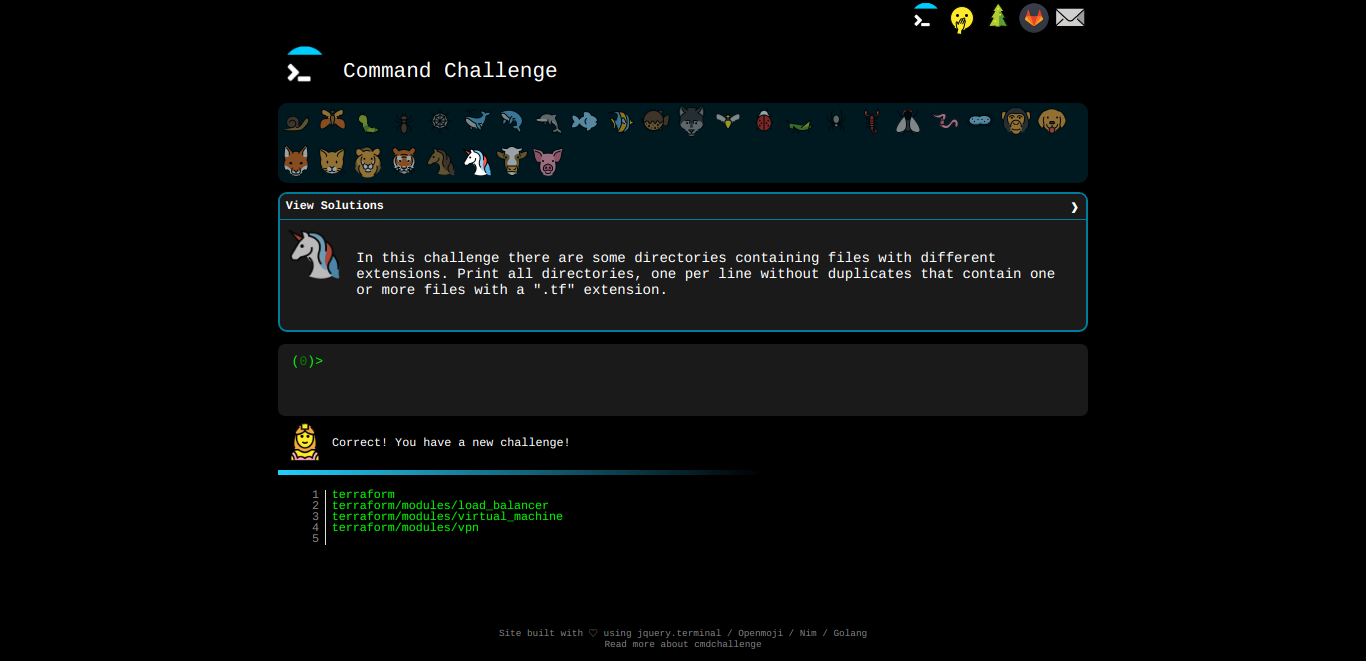 Command Challenge
View Solutions ❯
In this challenge there are some directories containing files with different
extensions. Print all directories, one per line without duplicates that contain one
or more files with a ".tf" extension.
(0)>
Correct! You have a new challenge!
1 terraform
2 terraform/modules/load_balancer
3 terraform/modules/virtual_machine
4 terraform/modules/vpn
5
Site built with ♡ using jquery.terminal / Openmoji / Nim / Golang
Read more about cmdchallenge